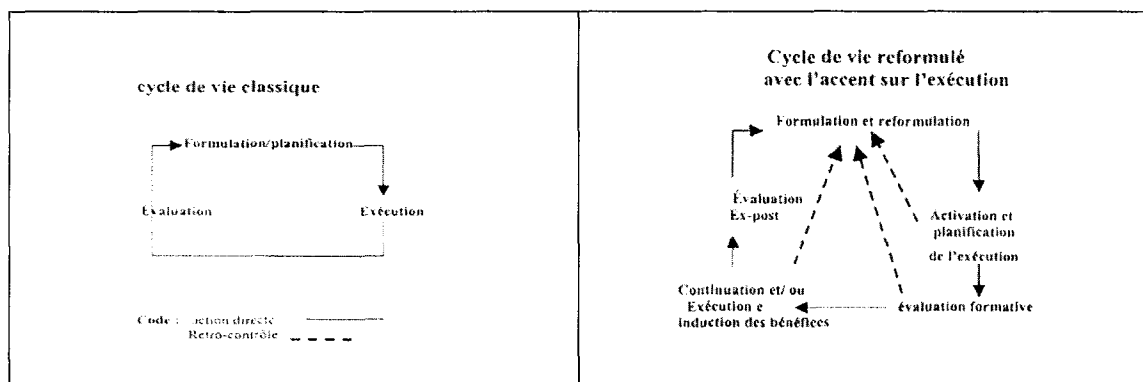 cycle de vie classique
Formulation/planification
Évaluation
Exécution
Code : action directe
Retro-contrôle
Cycle de vie reformulé
avec l'accent sur l'exécution
Formulation et reformulation
Évaluation
Ex-post
Activation et
planification
de l'exécution
Continuation et/ ou
Exécution e
induction des bénéfices
évaluation formative